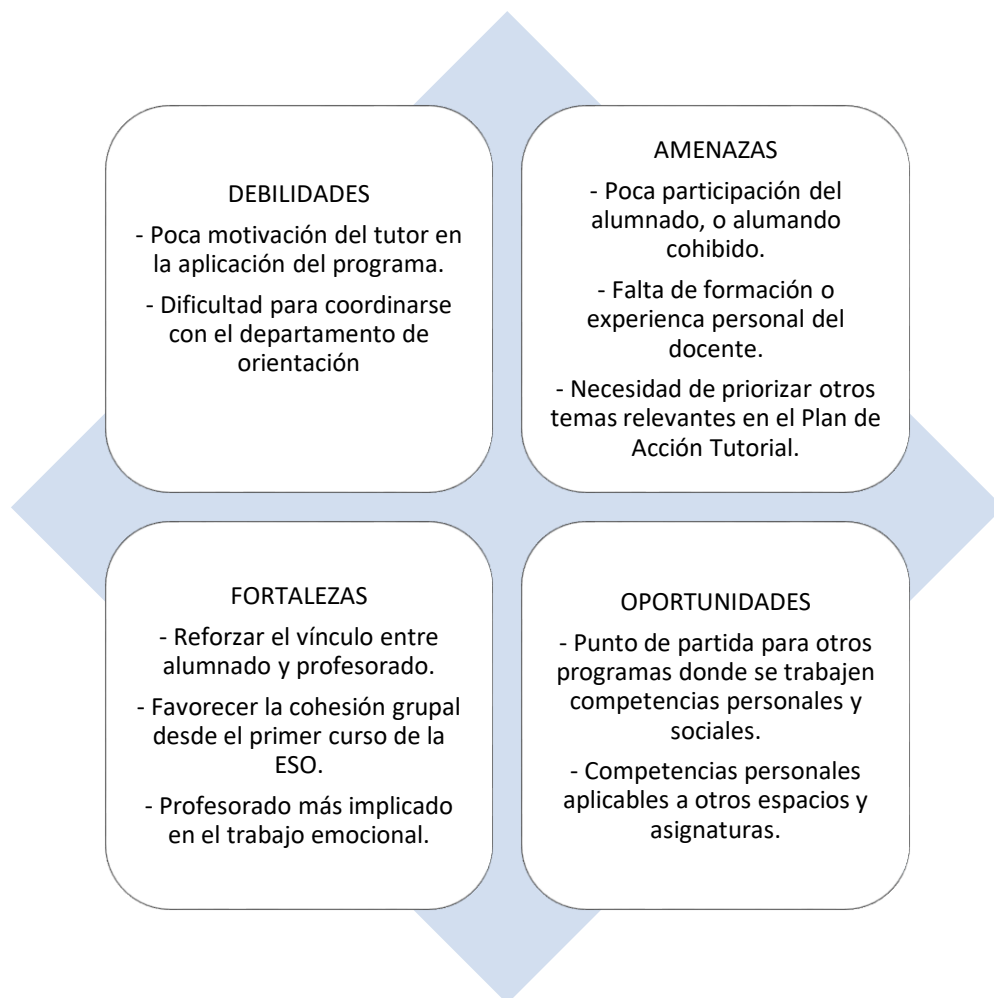 DEBILIDADES
- Poca motivación del tutor en
la aplicación del programa.
- Dificultad para coordinarse
con el departamento de
orientación
AMENAZAS
- Poca participación del
alumnado, o alumando
cohibido.
- Falta de formación o
experienca personal del
docente.
- Necesidad de priorizar otros
temas relevantes en el Plan de
Acción Tutorial.
FORTALEZAS
- Reforzar el vínculo entre
alumnado y profesorado.
- Favorecer la cohesión grupal
desde el primer curso de la
ESO.
- Profesorado más implicado
en el trabajo emocional.
OPORTUNIDADES
- Punto de partida para otros
programas donde se trabajen
competencias personales y
sociales.
- Competencias personales
aplicables a otros espacios y
asignaturas.